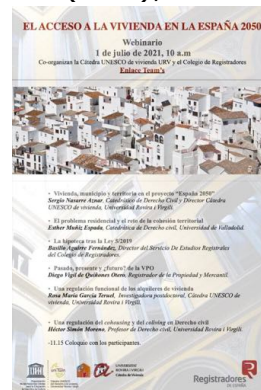 EL ACCESO A LA VIVIENDA EN LA ESPAÑA 2050
Webinario
1 de julio de 2021, 10 a.m
Co-organizan la Cátedra UNESCO de vivienda URV y el Colegio de Registradores
Enlace Team's
- Vivienda, municipio y territorio en el proyecto "España 2050".
Sergio Nasarre Aznar, Catedrático de Derecho Civil y Director Cátedra
UNESCO de vivienda, Universidad Rovira i Virgili.
- El problema residencial y el reto de la cohesión territorial
Esther Muñiz Espada, Catedrática de Derecho civil, Universidad de Valladolid.
- La hipoteca tras la Ley 5/2019
Basilio Aguirre Fernández, Director del Servicio De Estudios Registrales
del Colegio de Registradores.
- Pasado, presente y ¿futuro? de la VPO
Diego Vigil de Quiñones Otero, Registrador de la Propiedad y Mercantil.
- Una regulación funcional de los alquileres de vivienda
Rosa Maria Garcia Teruel, Investigadora postdoctoral, Cátedra UNESCO de
vivienda, Universidad Rovira i Virgili.
- Una regulación del cohousing y del coliving en Derecho civil
Héctor Simón Moreno, Profesor de Derecho civil, Universidad Rovira i Virgili.
-11.15 Coloquio con los participantes.
UNIVERSITAT
ROVIRA i VIRGILI
Registradores
DE ESPAÑA